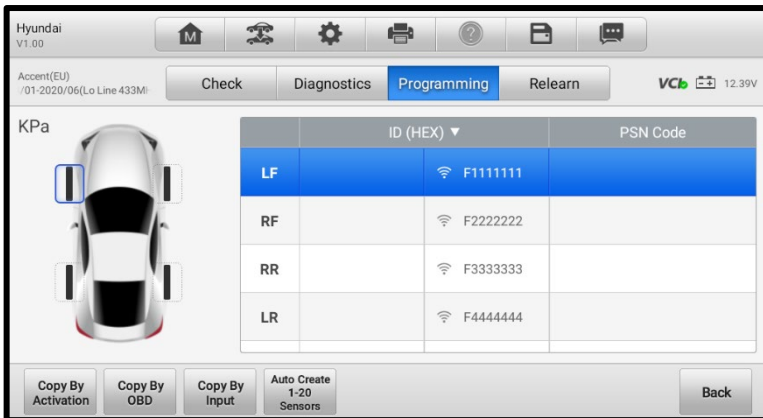 Hyundai
V1.00
M
?
Accent(EU)
/01-2020/06(Lo Line 433M
Check
Diagnostics
Programming
Relearn
VCb
12.39V
KPa
ID (HEX) ▼
PSN Code
LF
F1111111
RF
F2222222
RR
F3333333
LR
F4444444
Copy By
Activation
Copy By
OBD
Copy By
Input
Auto Create
1-20
Sensors
Back